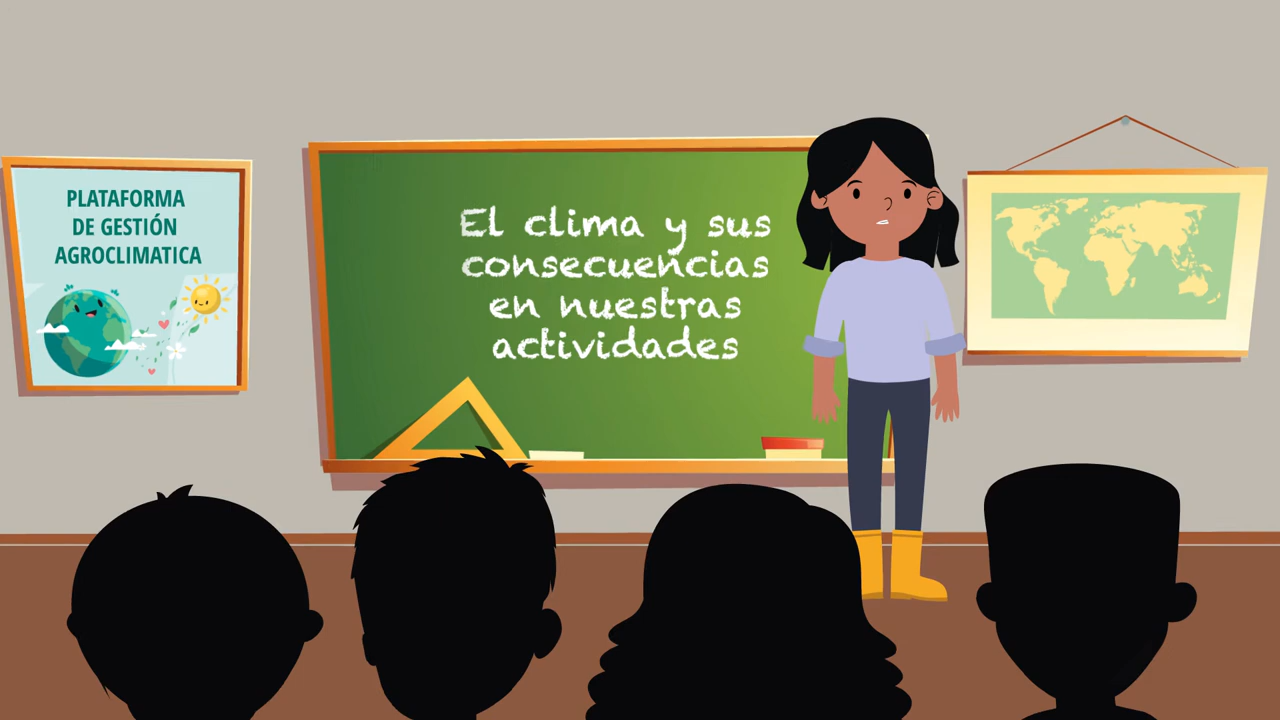 PLATAFORMA
DE GESTIÓN
AGROCLIMATICA
El clima y sus
consecuencias
en nuestras
actividades